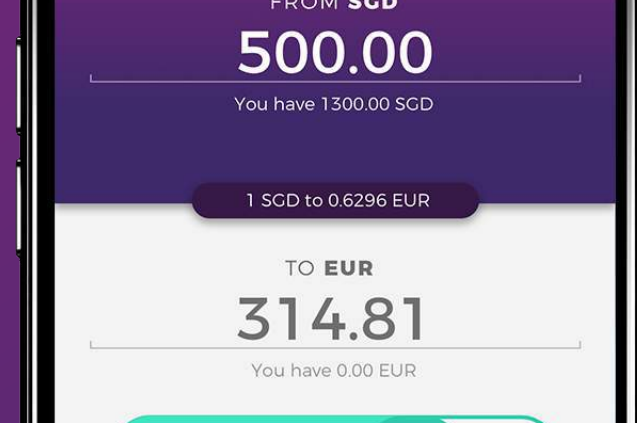 FROM SGD
500.00
You have 1300.00 SGD
1 SGD to 0.6296 EUR
TO EUR
314.81
You have 0.00 EUR